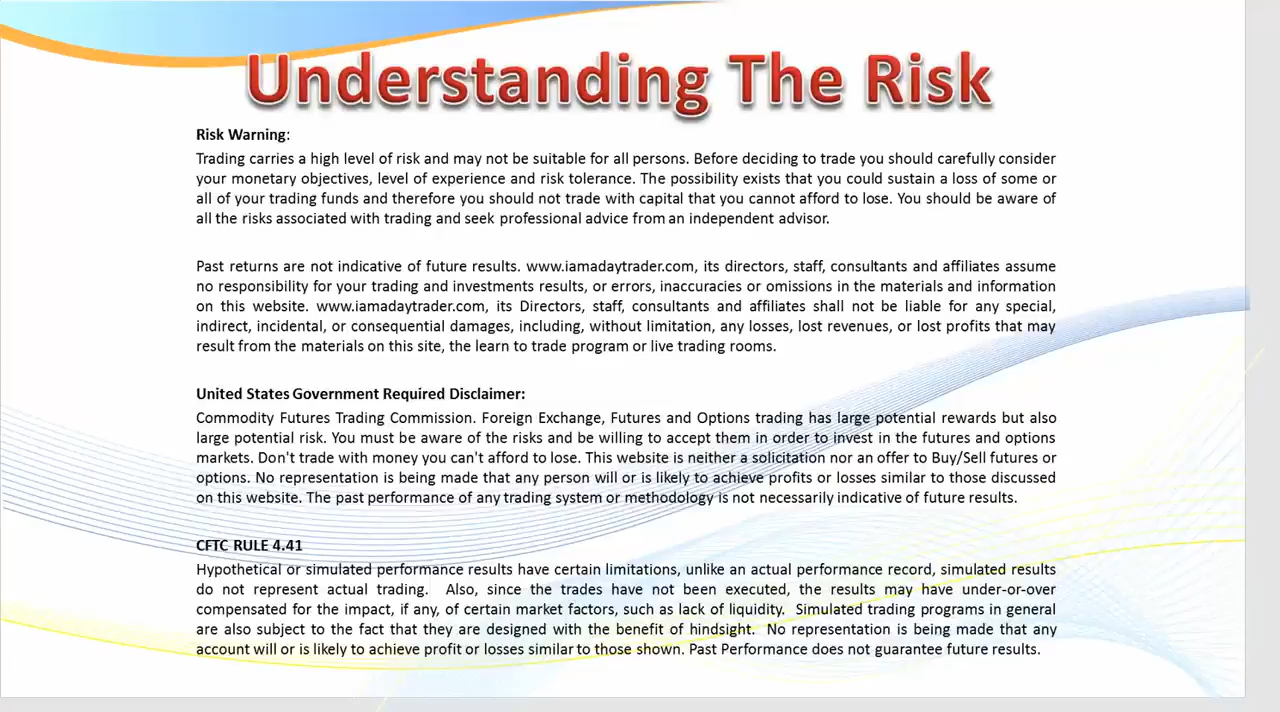 Understanding The Risk
Risk Warning:
Trading carries a high level of risk and may not be suitable for all persons. Before deciding to trade you should carefully consider
your monetary objectives, level of experience and risk tolerance. The possibility exists that you could sustain a loss of some or
all of your trading funds and therefore you should not trade with capital that you cannot afford to lose. You should be aware of
all the risks associated with trading and seek professional advice from an independent advisor.
Past returns are not indicative of future results. www.iamadaytrader.com, its directors, staff, consultants and affiliates assume
no responsibility for your trading and investments results, or errors, inaccuracies or omissions in the materials and information
on this website. www.iamadaytrader.com, its Directors, staff, consultants and affiliates shall not be liable for any special,
indirect, incidental, or consequential damages, including, without limitation, any losses, lost revenues, or lost profits that may
result from the materials on this site, the learn to trade program or live trading rooms.
United States Government Required Disclaimer:
Commodity Futures Trading Commission. Foreign Exchange, Futures and Options trading has large potential rewards but also
large potential risk. You must be aware of the risks and be willing to accept them in order to invest in the futures and options
markets. Don't trade with money you can't afford to lose. This website is neither a solicitation nor an offer to Buy/Sell futures or
options. No representation is being made that any person will or is likely to achieve profits or losses similar to those discussed
on this website. The past performance of any trading system or methodology is not necessarily indicative of future results.
CFTC RULE 4.41
Hypothetical or simulated performance results have certain limitations, unlike an actual performance record, simulated results
do not represent actual trading. Also, since the trades have not been executed, the results may have under-or-over
compensated for the impact, if any, of certain market factors, such as lack of liquidity. Simulated trading programs in general
are also subject to the fact that they are designed with the benefit of hindsight. No representation is being made that any
account will or is likely to achieve profit or losses similar to those shown. Past Performance does not guarantee future results.